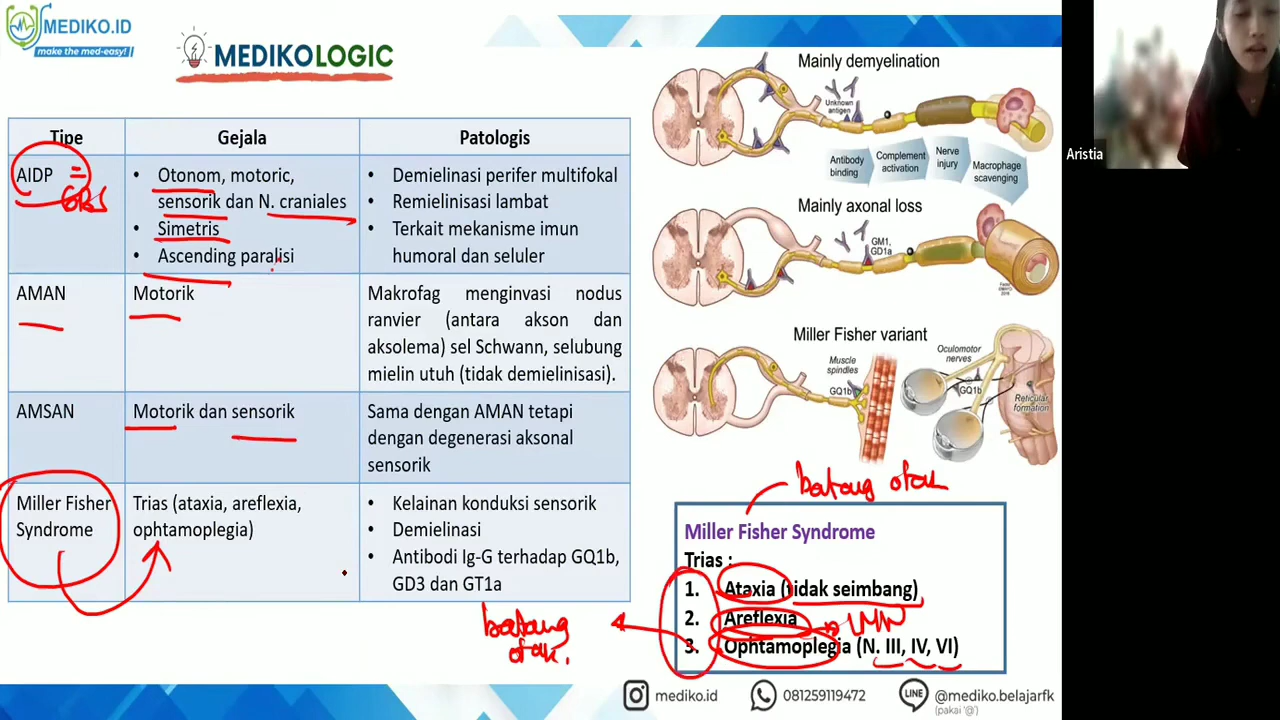 MEDIKO.ID
make the med-easy!
MEDIKOLOGIC
Tipe
Gejala
Patologis
AIDP
= GBS
• Otonom, motoric,
sensorik dan N. craniales
• Simetris
• Ascending paralisi
• Demielinasi perifer multifokal
• Remielinisasi lambat
• Terkait mekanisme imun
humoral dan seluler
AMAN
Motorik
Makrofag menginvasi nodus
ranvier (antara akson dan
aksolema) sel Schwann, selubung
mielin utuh (tidak demielinisasi).
AMSAN
Motorik dan sensorik
Sama dengan AMAN tetapi
dengan degenerasi aksonal
sensorik
Miller Fisher
Syndrome
Trias (ataxia, areflexia,
ophtamoplegia)
• Kelainan konduksi sensorik
• Demielinasi
• Antibodi Ig-G terhadap GQ1b,
GD3 dan GT1a
batang
otak.
Mainly demyelination
Unknown
antigen
Antibody
binding
Complement
activation
Nerve
injury
Macrophage
scavenging
Mainly axonal loss
GM1,
GD1a
Miller Fisher variant
Muscle
spindles
GQ1b
Oculomotor
nerves
GQ1b
Reticular
formation
batang otak
Miller Fisher Syndrome
Trias :
1. Ataxia (tidak seimbang)
2. Areflexia
LMN
3. Ophtamoplegia (N. III, IV, VI)
mediko.id
081259119472
LINE
@mediko.belajarfk
(pakai '@')
Aristia